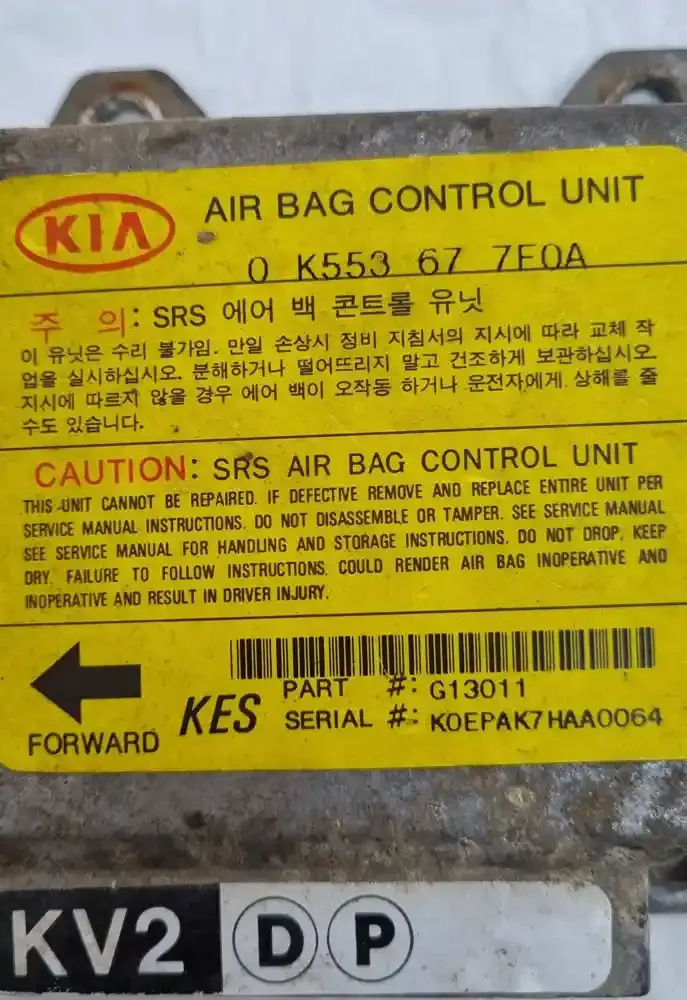 KIA AIR BAG CONTROL UNIT
0 K553 67 7F0A
주 의: SRS 에어 백 콘트롤 유닛
이 유닛은 수리 불가임. 만일 손상시 정비 지침서의 지시에 따라 교체 작
업을 실시하십시오. 분해하거나 떨어뜨리지 말고 건조하게 보관하십시오.
지시에 따르지 않을 경우 에어 백이 오작동 하거나 운전자에게 상해를 줄
수도 있습니다.
CAUTION: SRS AIR BAG CONTROL UNIT
THIS UNIT CANNOT BE REPAIRED. IF DEFECTIVE REMOVE AND REPLACE ENTIRE UNIT PER
SERVICE MANUAL INSTRUCTIONS. DO NOT DISASSEMBLE OR TAMPER. SEE SERVICE MANUAL
SEE SERVICE MANUAL FOR HANDLING AND STORAGE INSTRUCTIONS. DO NOT DROP. KEEP
DRY. FAILURE TO FOLLOW INSTRUCTIONS. COULD RENDER AIR BAG INOPERATIVE AND
INOPERATIVE AND RESULT IN DRIVER INJURY.
PART #: G13011
KES SERIAL #: K0EPAK7HAA0064
FORWARD
KV2 D P